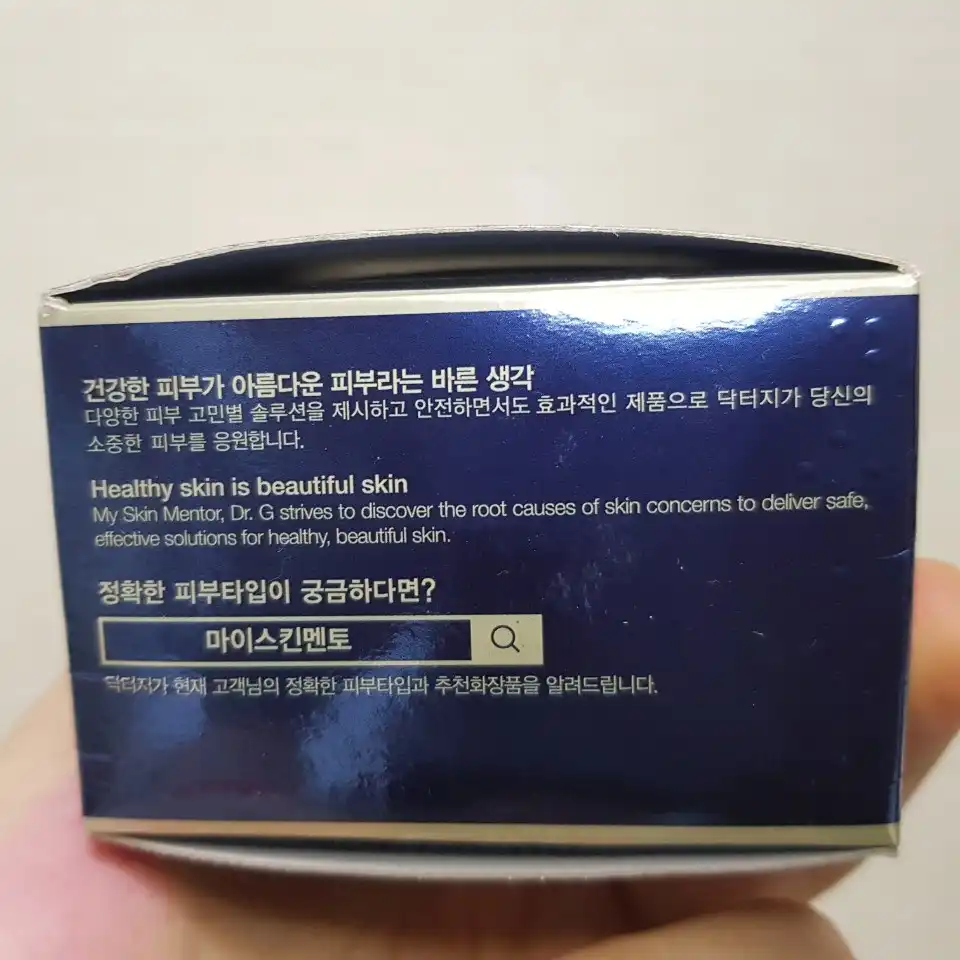 건강한 피부가 아름다운 피부라는 바른 생각
다양한 피부 고민별 솔루션을 제시하고 안전하면서도 효과적인 제품으로 닥터지가 당신의
소중한 피부를 응원합니다.
Healthy skin is beautiful skin
My Skin Mentor, Dr. G strives to discover the root causes of skin concerns to deliver safe,
effective solutions for healthy, beautiful skin.
정확한 피부타입이 궁금하다면?
마이스킨멘토
닥터지가 현재 고객님의 정확한 피부타입과 추천화장품을 알려드립니다.